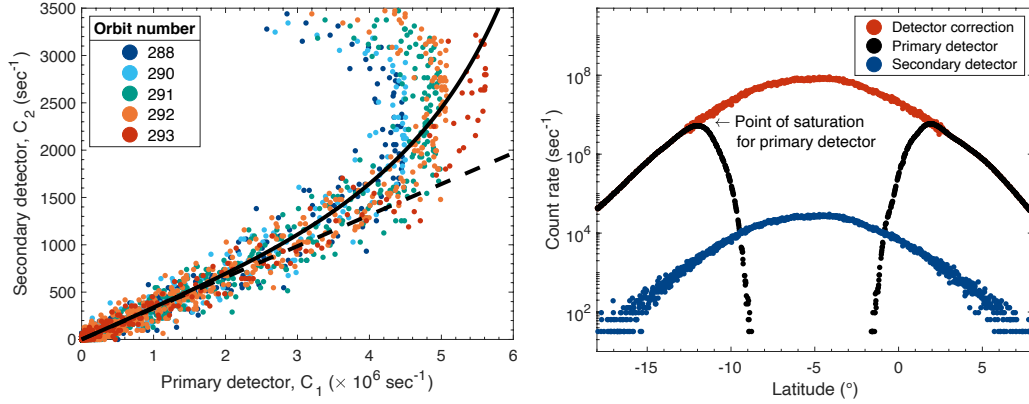 Orbit number
288
290
291
292
293
3500
3000
2500
2000
1500
1000
500
0
0
1
2
3
4
5
6
Secondary detector, C2 (sec-1)
Primary detector, C1 (× 10^6 sec-1)
Detector correction
Primary detector
Secondary detector
← Point of saturation
for primary detector
10^8
10^6
10^4
10^2
-15
-10
-5
0
5
Count rate (sec-1)
Latitude (°)